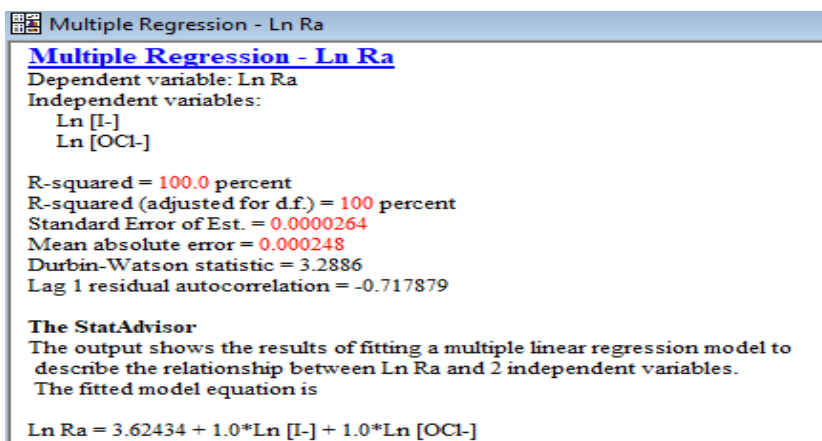 Multiple Regression - Ln Ra
Multiple Regression - Ln Ra
Dependent variable: Ln Ra
Independent variables:
Ln [I-]
Ln [OCl-]
R-squared = 100.0 percent
R-squared (adjusted for d.f.) = 100 percent
Standard Error of Est. = 0.0000264
Mean absolute error = 0.000248
Durbin-Watson statistic = 3.2886
Lag 1 residual autocorrelation = -0.717879
The StatAdvisor
The output shows the results of fitting a multiple linear regression model to
describe the relationship between Ln Ra and 2 independent variables.
The fitted model equation is
Ln Ra = 3.62434 + 1.0*Ln [I-] + 1.0*Ln [OCl-]